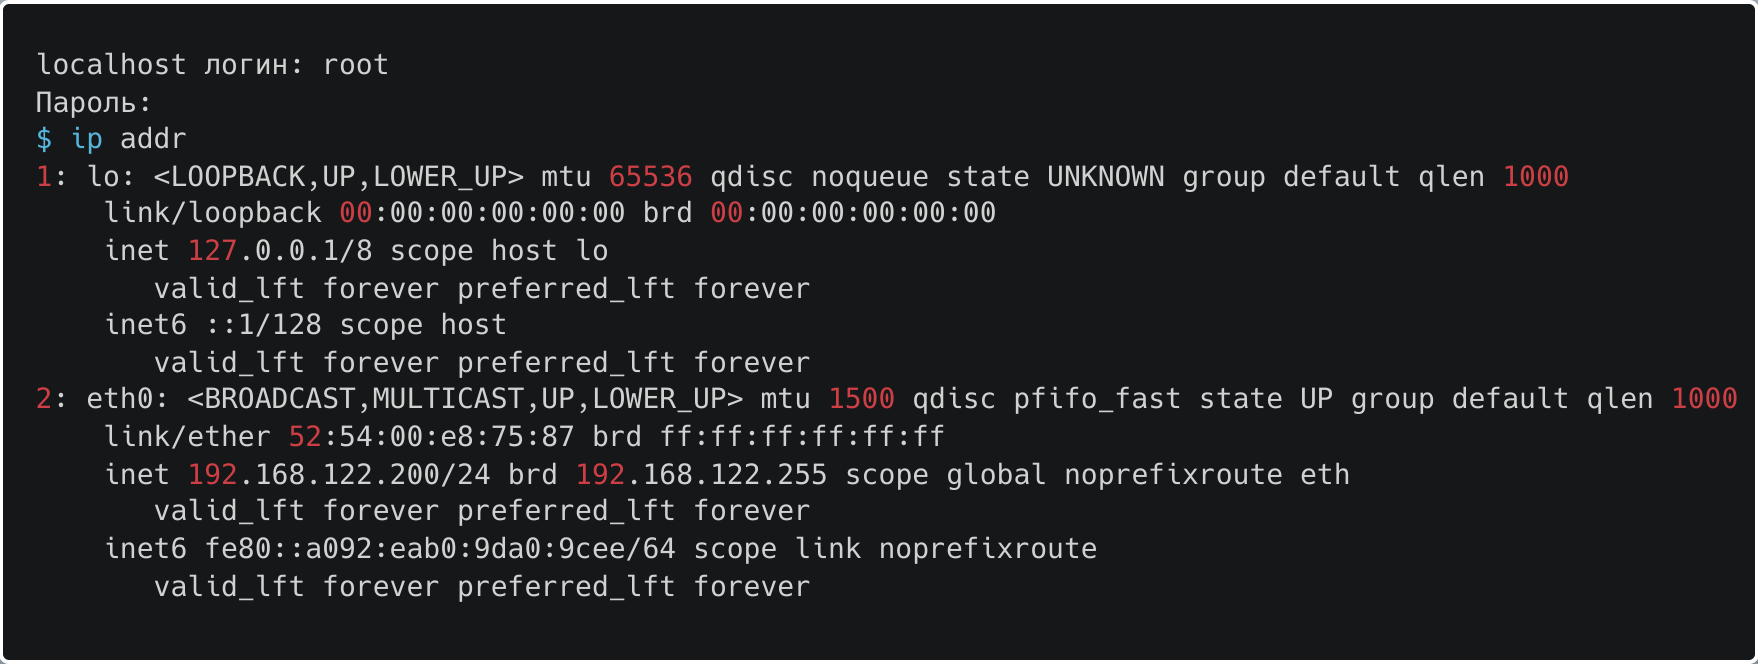 localhost логин: root
Пароль:
$ ip addr
1: lo: <LOOPBACK,UP,LOWER_UP> mtu 65536 qdisc noqueue state UNKNOWN group default qlen 1000
    link/loopback 00:00:00:00:00:00 brd 00:00:00:00:00:00
    inet 127.0.0.1/8 scope host lo
       valid_lft forever preferred_lft forever
    inet6 ::1/128 scope host
       valid_lft forever preferred_lft forever
2: eth0: <BROADCAST,MULTICAST,UP,LOWER_UP> mtu 1500 qdisc pfifo_fast state UP group default qlen 1000
    link/ether 52:54:00:e8:75:87 brd ff:ff:ff:ff:ff:ff
    inet 192.168.122.200/24 brd 192.168.122.255 scope global noprefixroute eth
       valid_lft forever preferred_lft forever
    inet6 fe80::a092:eab0:9da0:9cee/64 scope link noprefixroute
       valid_lft forever preferred_lft forever